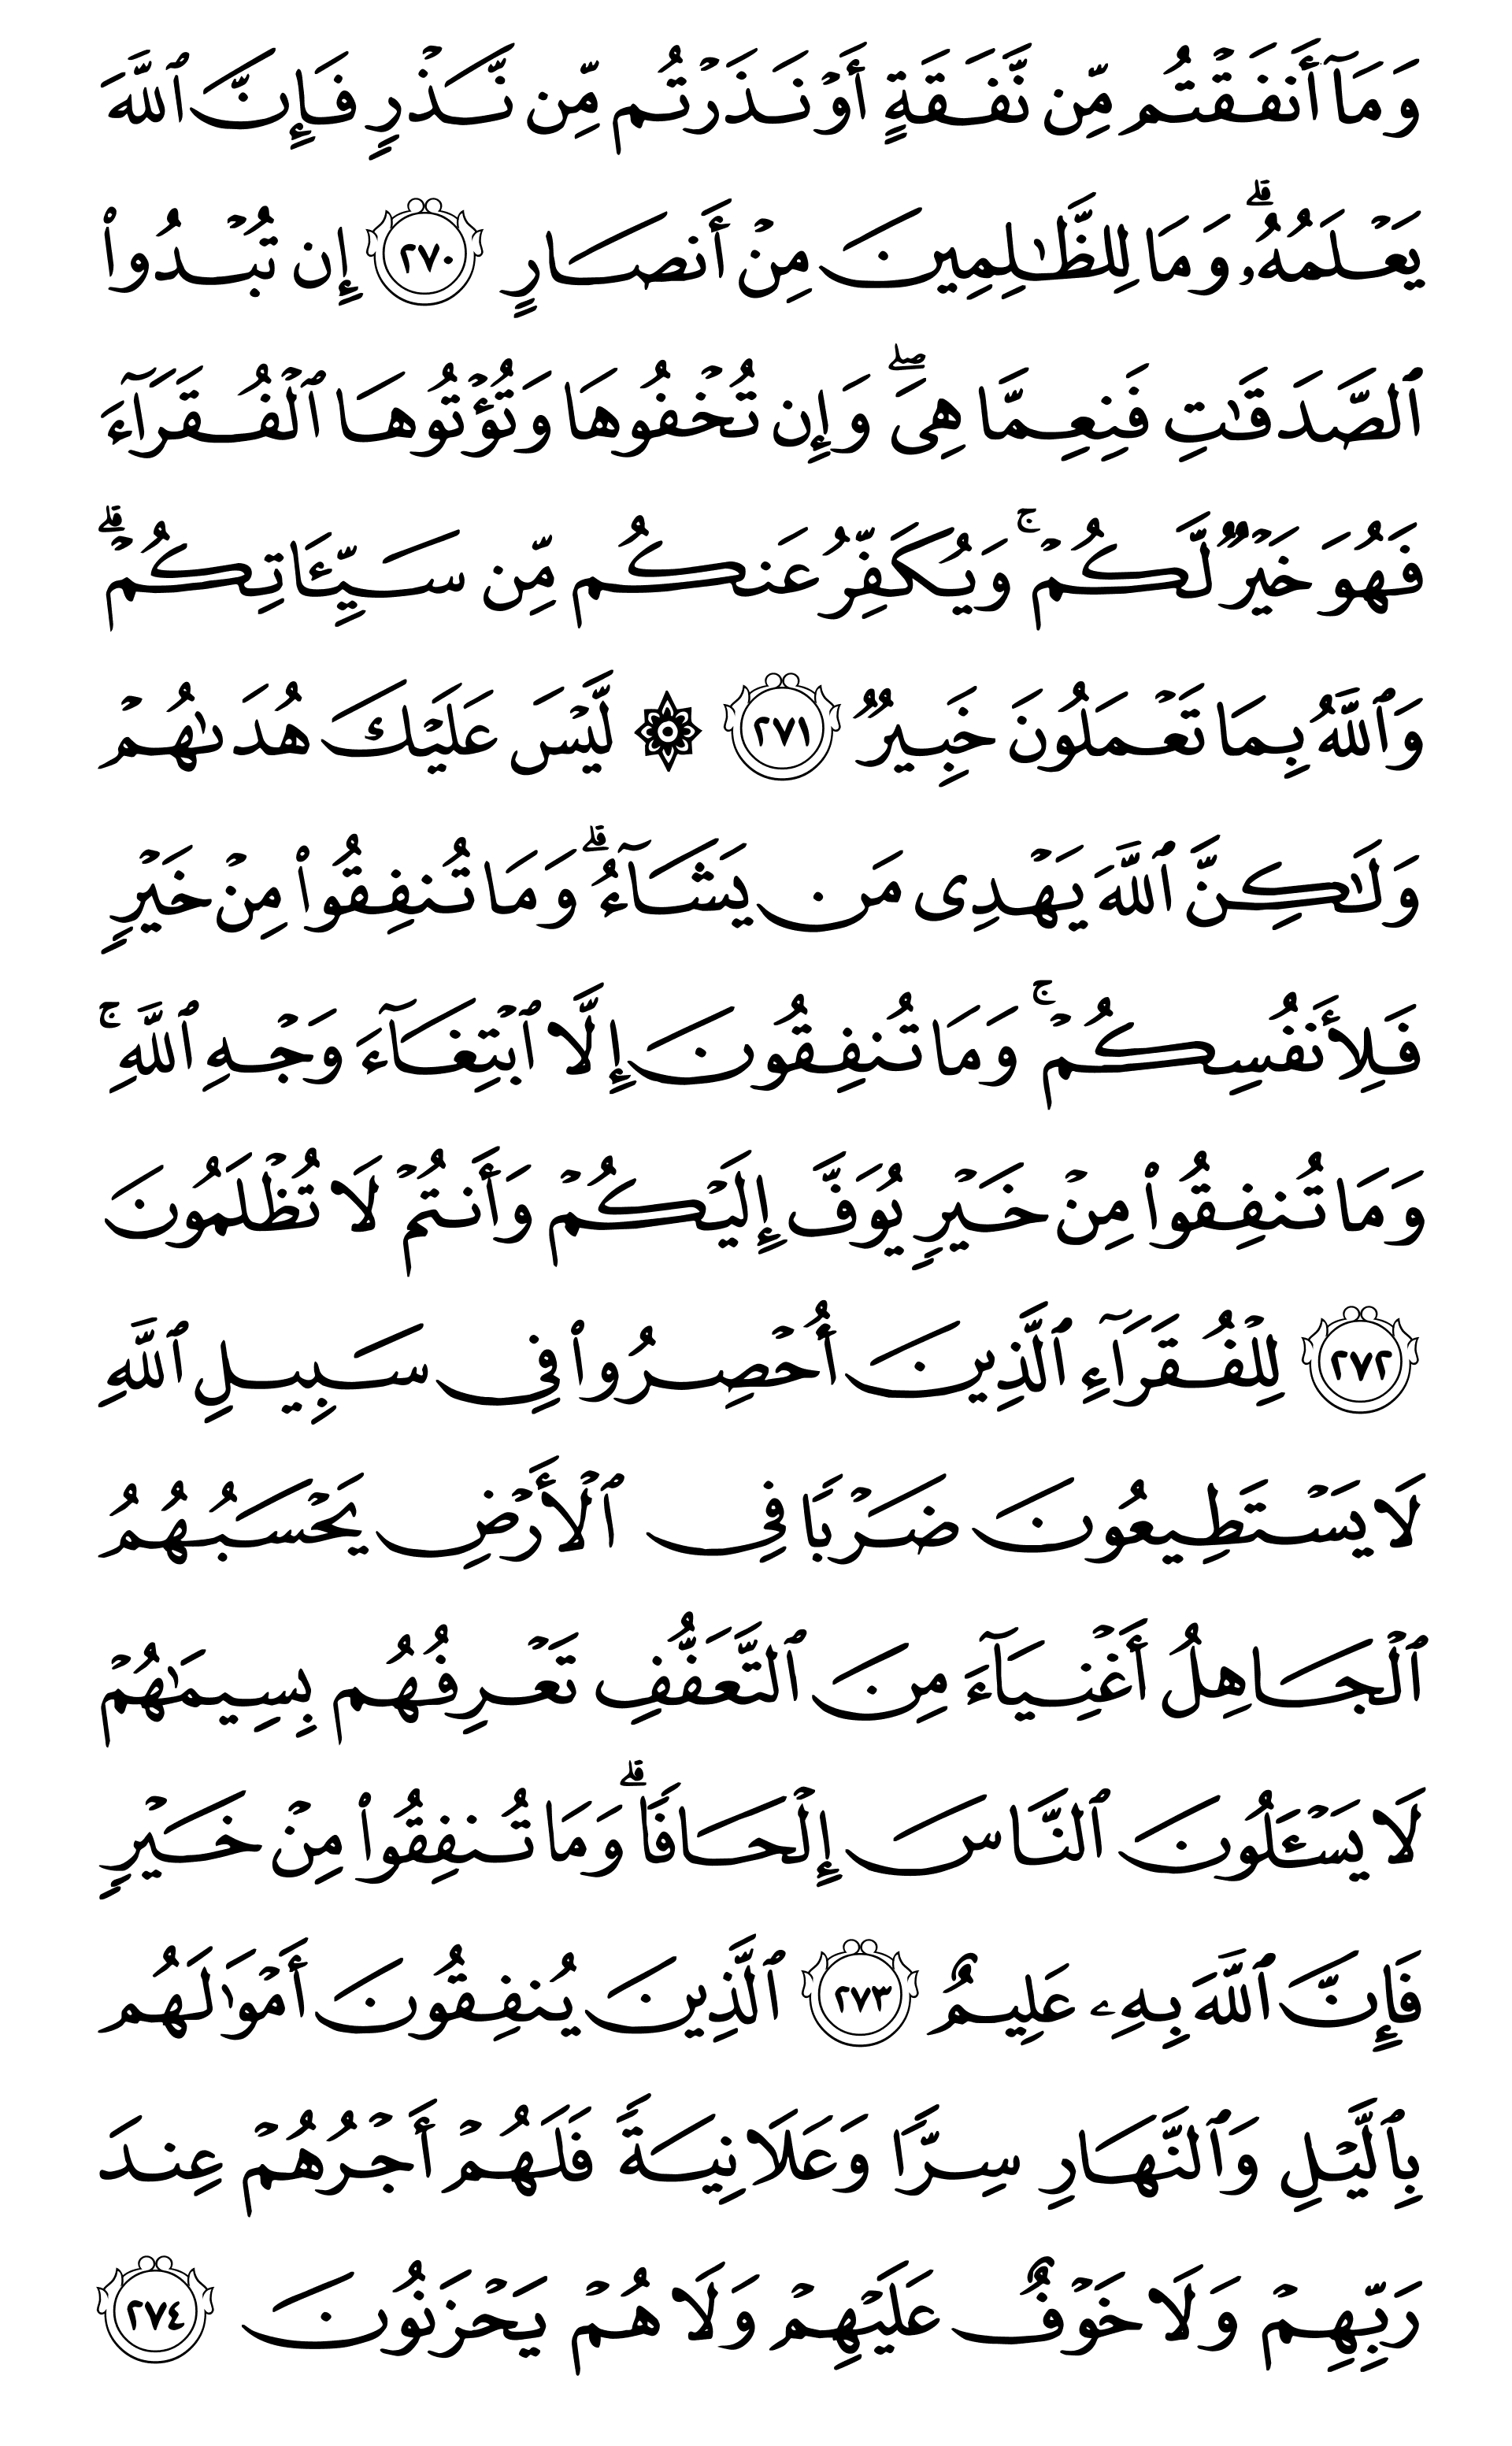 وَمَآ أَنفَقْتُم مِّن نَّفَقَةٍ أَوْ نَذَرْتُم مِّن نَّذْرٍ فَإِنَّ ٱللَّهَ
يَعْلَمُهُۥۗ وَمَا لِلظَّـٰلِمِينَ مِنْ أَنصَارٍ ٢٧٠ إِن تُبْدُوا۟
ٱلصَّدَقَـٰتِ فَنِعِمَّا هِىَۖ وَإِن تُخْفُوهَا وَتُؤْتُوهَا ٱلْفُقَرَآءَ
فَهُوَ خَيْرٌ لَّكُمْۚ وَيُكَفِّرُ عَنكُم مِّن سَيِّـَٔاتِكُمْۗ
وَٱللَّهُ بِمَا تَعْمَلُونَ خَبِيرٌ ٢٧١ ۞ لَّيْسَ عَلَيْكَ هُدَىٰهُمْ
وَلَـٰكِنَّ ٱللَّهَ يَهْدِى مَن يَشَآءُۗ وَمَا تُنفِقُوا۟ مِنْ خَيْرٍ
فَلِأَنفُسِكُمْۚ وَمَا تُنفِقُونَ إِلَّا ٱبْتِغَآءَ وَجْهِ ٱللَّهِۚ
وَمَا تُنفِقُوا۟ مِنْ خَيْرٍ يُوَفَّ إِلَيْكُمْ وَأَنتُمْ لَا تُظْلَمُونَ
٢٧٢ لِلْفُقَرَآءِ ٱلَّذِينَ أُحْصِرُوا۟ فِى سَبِيلِ ٱللَّهِ
لَا يَسْتَطِيعُونَ ضَرْبًا فِى ٱلْأَرْضِ يَحْسَبُهُمُ
ٱلْجَاهِلُ أَغْنِيَآءَ مِنَ ٱلتَّعَفُّفِ تَعْرِفُهُم بِسِيمَـٰهُمْ
لَا يَسْـَٔلُونَ ٱلنَّاسَ إِلْحَافًاۗ وَمَا تُنفِقُوا۟ مِنْ خَيْرٍ
فَإِنَّ ٱللَّهَ بِهِۦ عَلِيمٌ ٢٧٣ ٱلَّذِينَ يُنفِقُونَ أَمْوَٰلَهُم
بِٱلَّيْلِ وَٱلنَّهَارِ سِرًّا وَعَلَانِيَةً فَلَهُمْ أَجْرُهُمْ عِندَ
رَبِّهِمْ وَلَا خَوْفٌ عَلَيْهِمْ وَلَا هُمْ يَحْزَنُونَ ٢٧٤